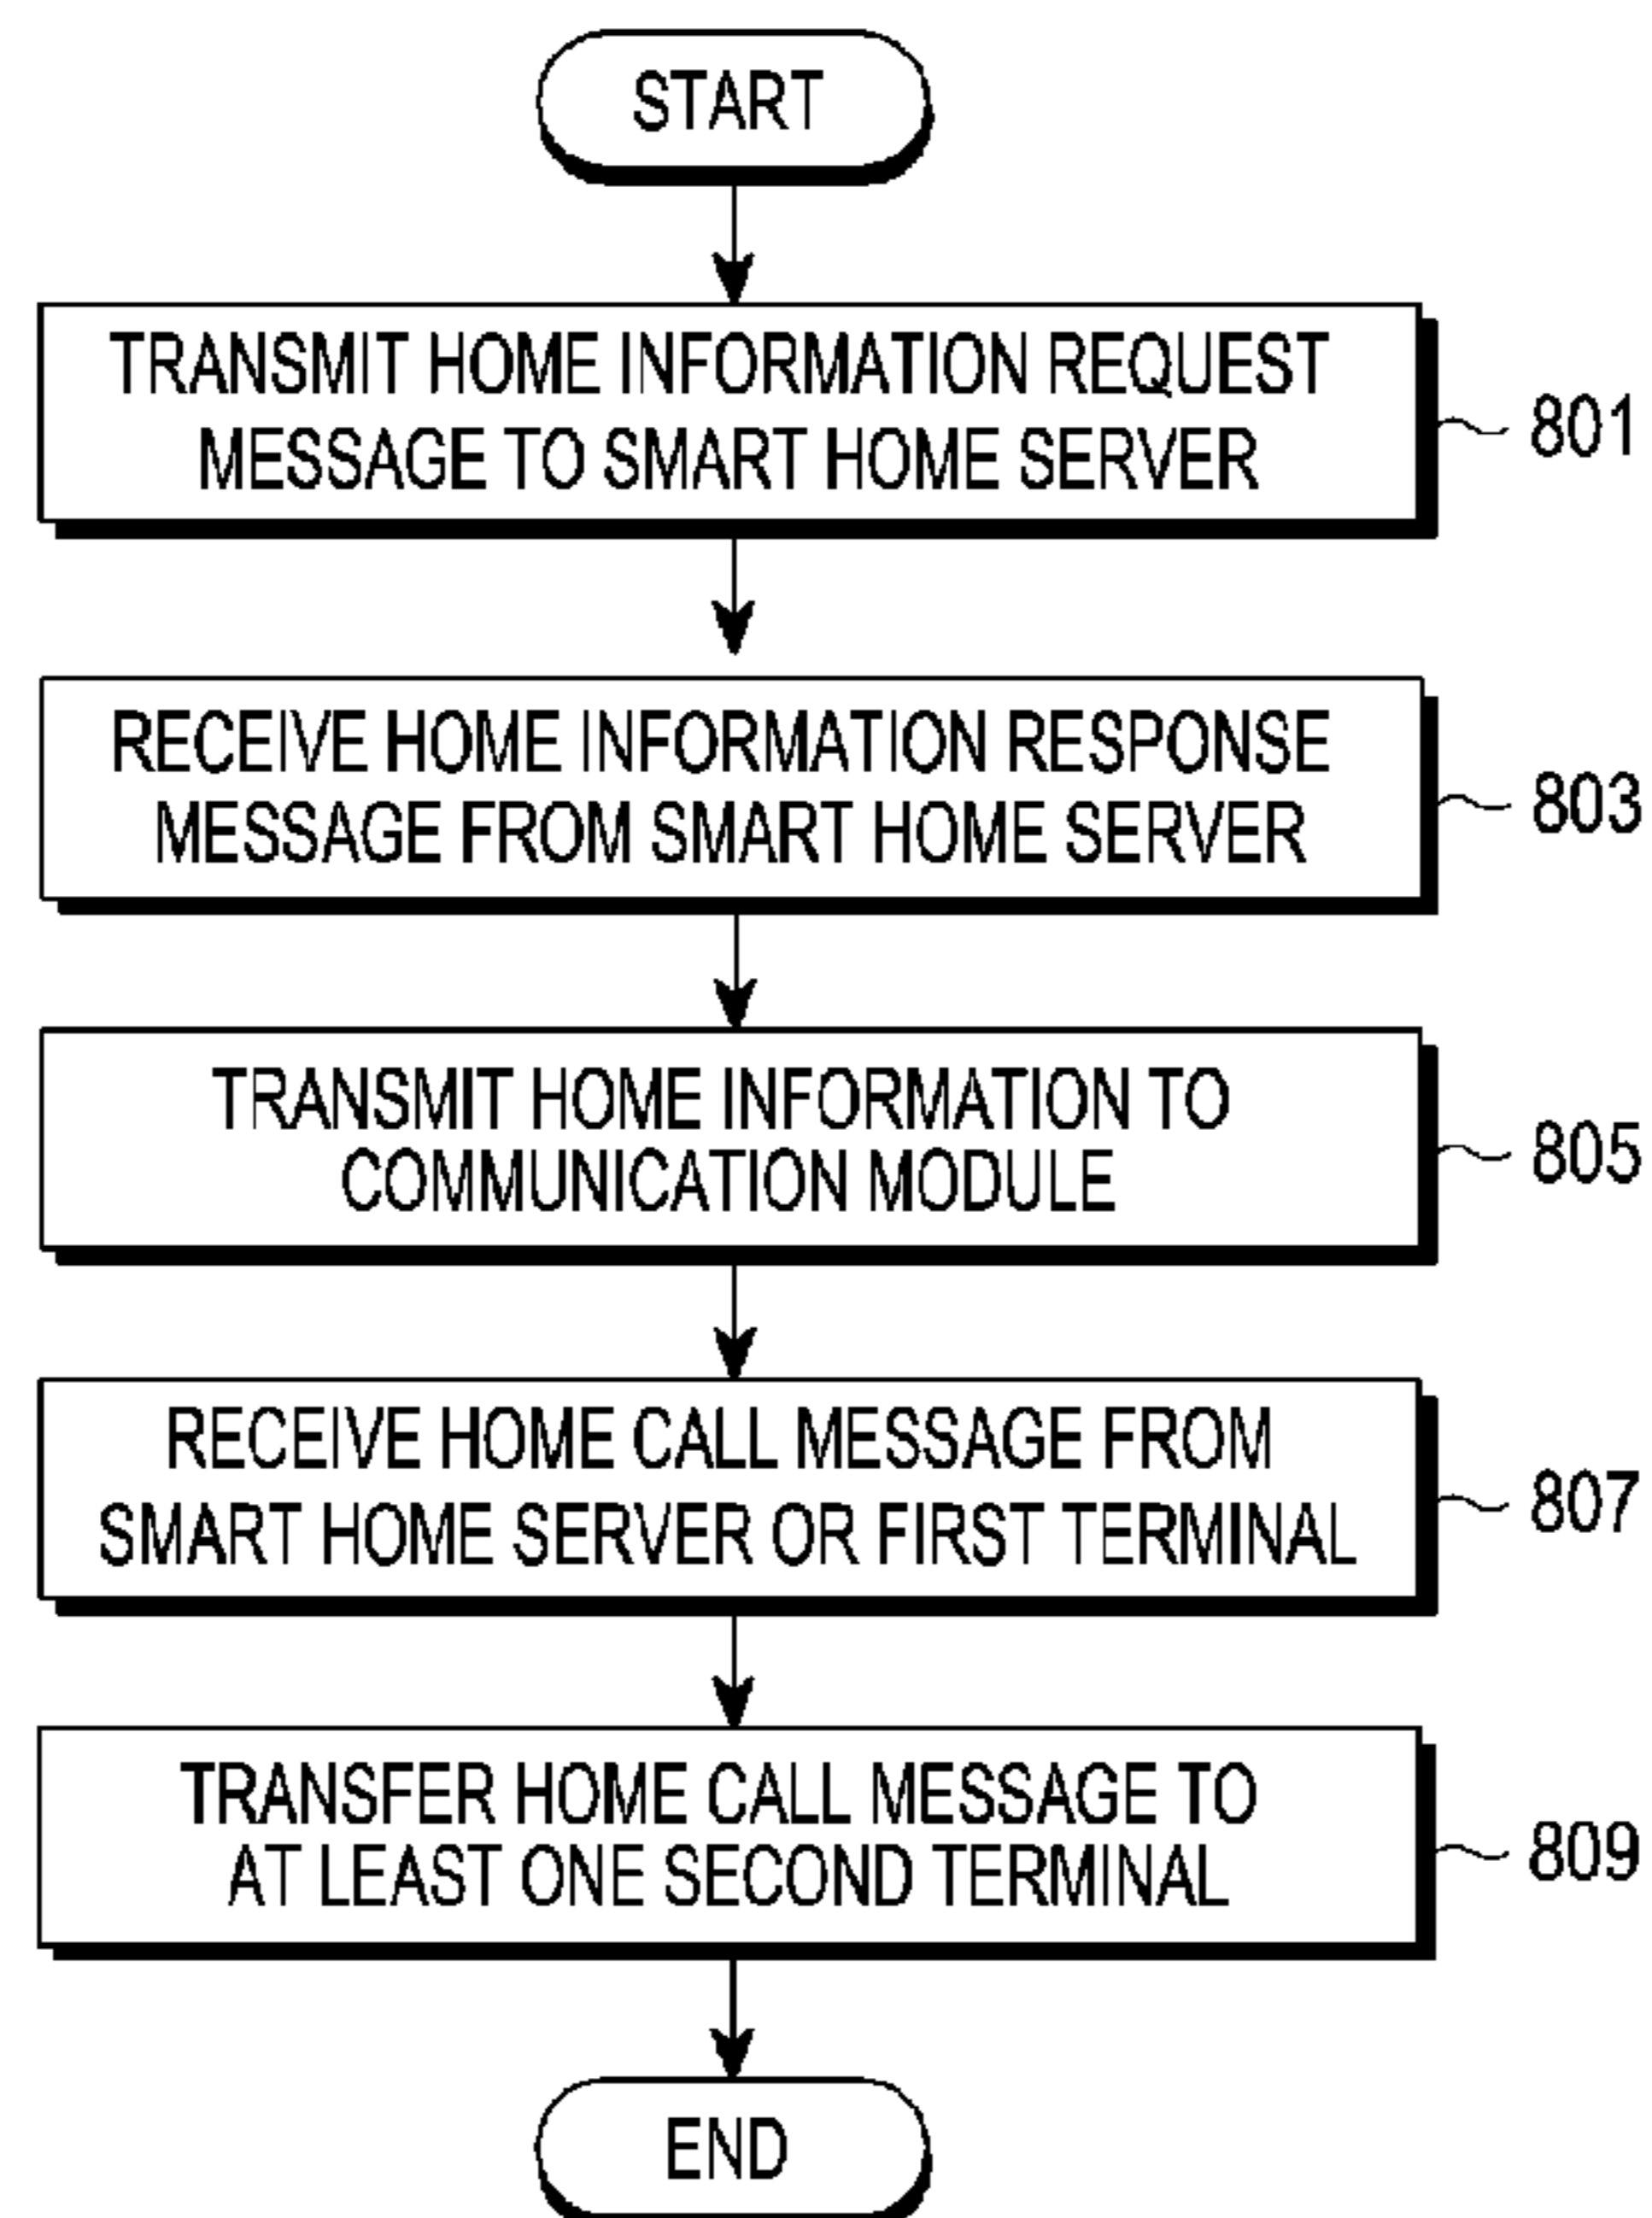 START
TRANSMIT HOME INFORMATION REQUEST
MESSAGE TO SMART HOME SERVER
801
RECEIVE HOME INFORMATION RESPONSE
MESSAGE FROM SMART HOME SERVER
803
TRANSMIT HOME INFORMATION TO
COMMUNICATION MODULE
805
RECEIVE HOME CALL MESSAGE FROM
SMART HOME SERVER OR FIRST TERMINAL
807
TRANSFER HOME CALL MESSAGE TO
AT LEAST ONE SECOND TERMINAL
809
END